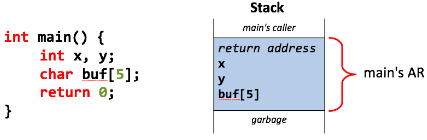 int main() {
int x, y;
char buf[5];
return 0;
}
Stack
main's caller
return address
x
y
buf[5]
garbage
main's AR